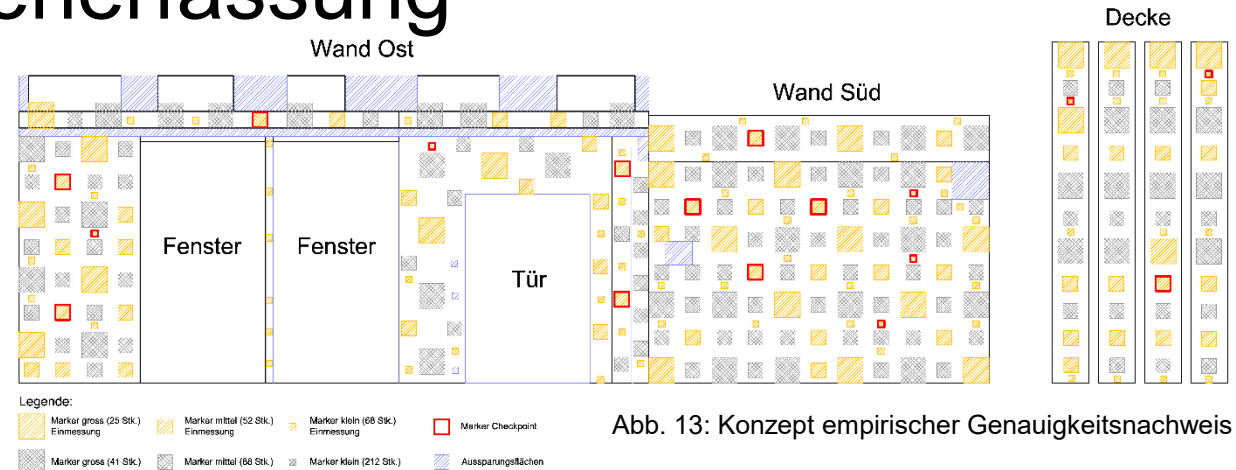 Wand Ost
Decke
Wand Süd
Fenster
Fenster
Tür
Legende:
Marker gross (25 Stk.) Einmessung
Marker mittel (52 Stk.) Einmessung
Marker klein (68 Stk.) Einmessung
Marker Checkpoint
Marker gross (41 Stk.)
Marker mittel (88 Stk.)
Marker klein (212 Stk.)
Aussparungsflächen
Abb. 13: Konzept empirischer Genauigkeitsnachweis